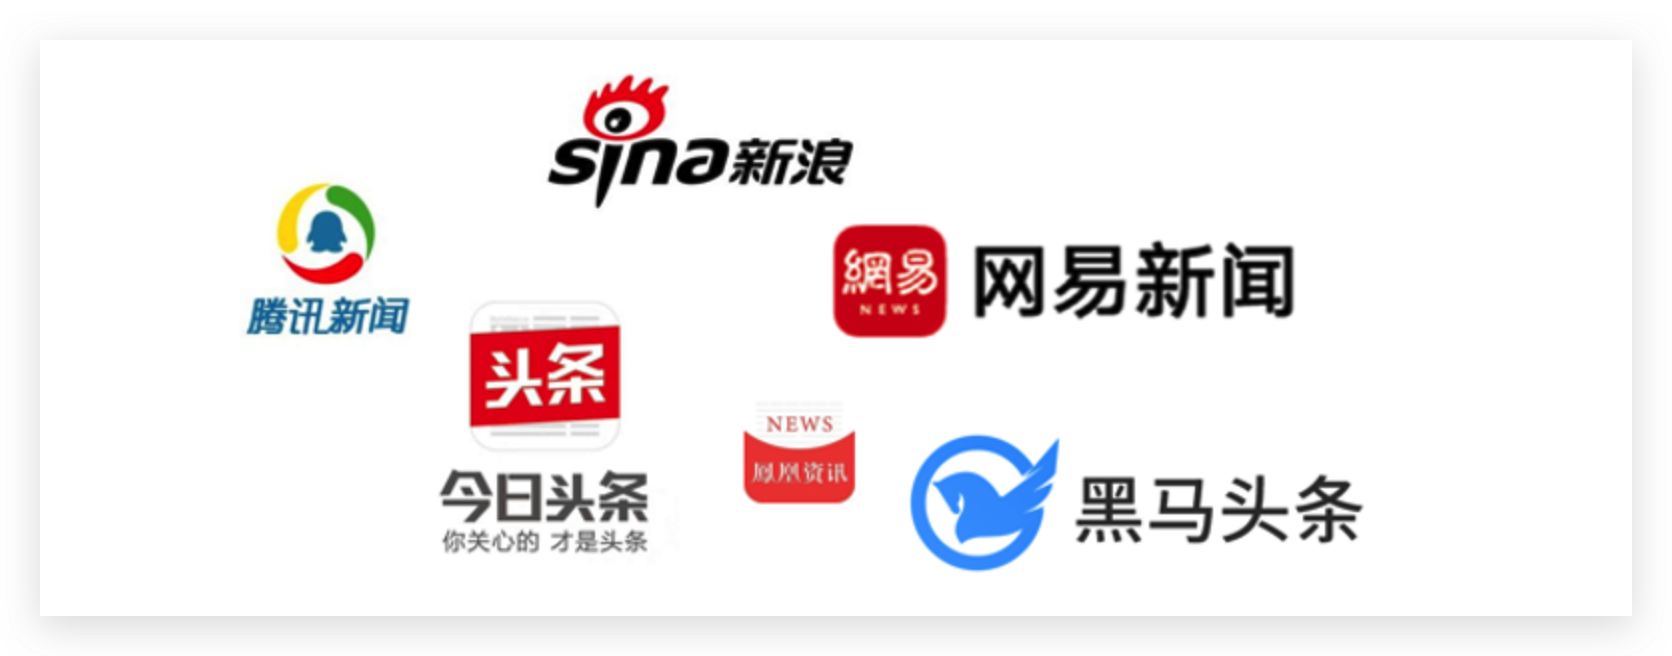 sina新浪
腾讯新闻
網易
NEWS
网易新闻
头条
今日头条
你关心的 才是头条
NEWS
鳳凰资讯
黑马头条